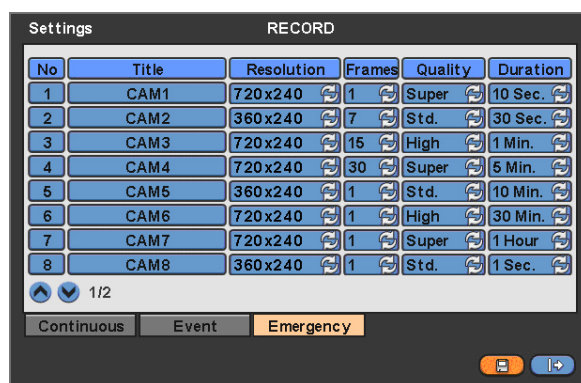 Settings RECORD
No Title Resolution Frames Quality Duration
1 CAM1 720x240 1 Super 10 Sec.
2 CAM2 360x240 7 Std. 30 Sec.
3 CAM3 720x240 15 High 1 Min.
4 CAM4 720x240 30 Super 5 Min.
5 CAM5 360x240 1 Std. 10 Min.
6 CAM6 720x240 1 High 30 Min.
7 CAM7 720x240 1 Super 1 Hour
8 CAM8 360x240 1 Std. 1 Sec.
1/2
Continuous Event Emergency